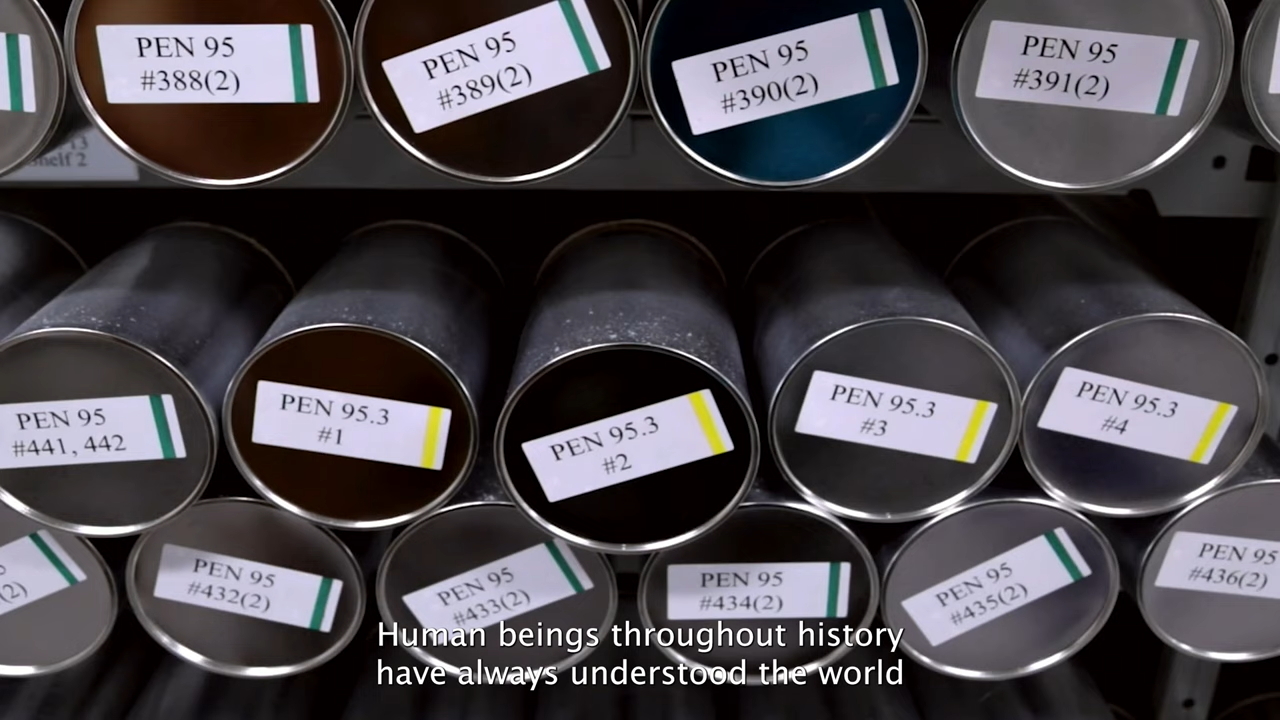 PEN 95
#388(2)
PEN 95
#389(2)
PEN 95
#390(2)
PEN 95
#391(2)
Shelf 2
PEN 95
#441, 442
PEN 95.3
#1
PEN 95.3
#2
PEN 95.3
#3
PEN 95.3
#4
PEN 95
#432(2)
PEN 95
#433(2)
PEN 95
#434(2)
PEN 95
#435(2)
PEN 95
#436(2)
Human beings throughout history
have always understood the world